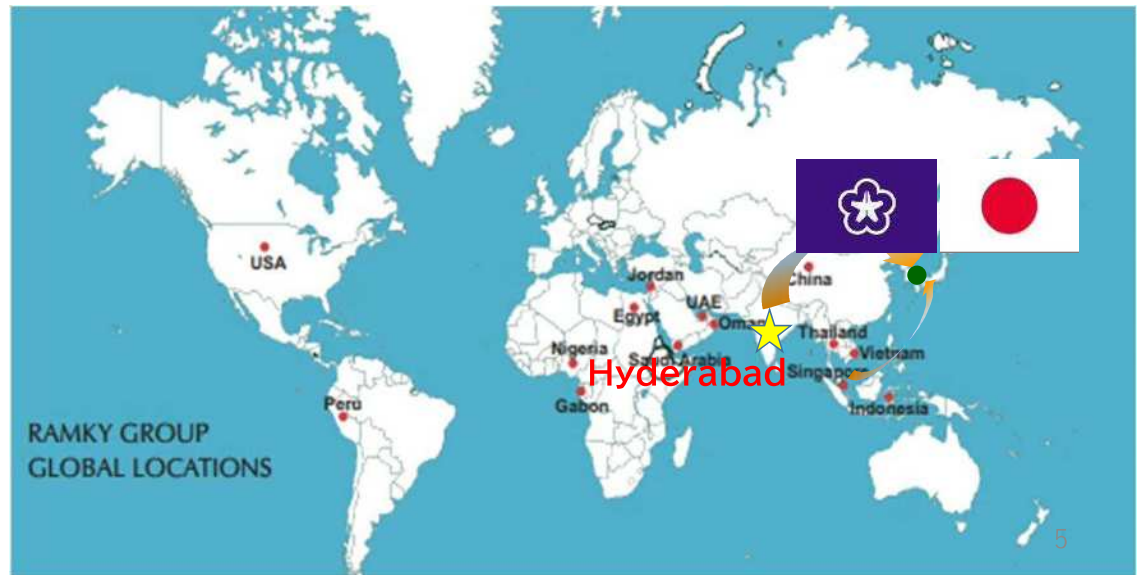 USA
China
Jordan
UAE
Egypt
Oman
Thailand
Nigeria
Vietnam
Saudi Arabia
Hyderabad
Singapore
Peru
Gabon
Indonesia
RAMKY GROUP
GLOBAL LOCATIONS
5